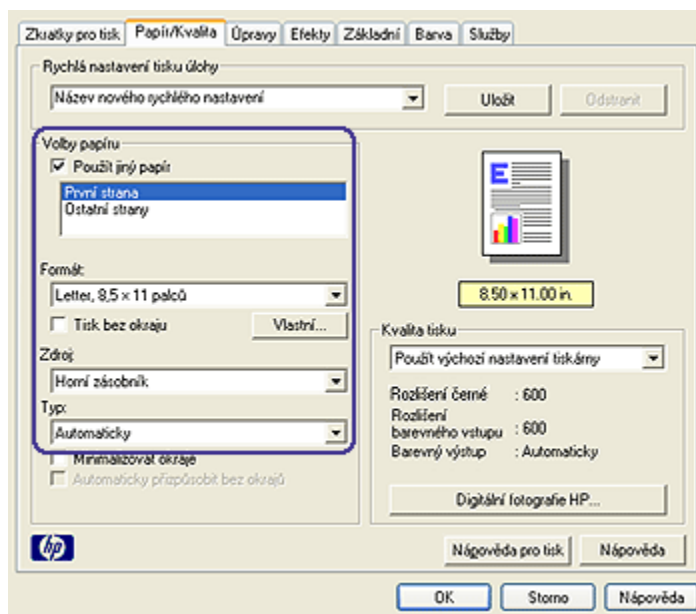 Zkratky pro tisk Papír/Kvalita Úpravy Efekty Základní Barva Služby
Rychlá nastavení tisku úlohy
Název nového rychlého nastavení
Uložit Odstranit
Volby papíru
Použít jiný papír
První strana
Ostatní strany
Formát:
Letter, 8,5 × 11 palců
Tisk bez okraju Vlastní...
Zdroj:
Horní zásobník
Typ:
Automaticky
Minimalizovat okraje
Automaticky přizpůsobit bez okrajů
E
8.50 × 11.00 in.
Kvalita tisku
Použít výchozí nastavení tiskárny
Rozlišení černé : 600
Rozlišení
barevného vstupu : 600
Barevný výstup : Automaticky
Digitální fotografie HP...
hp
Nápověda pro tisk Nápověda
OK Storno Nápověda